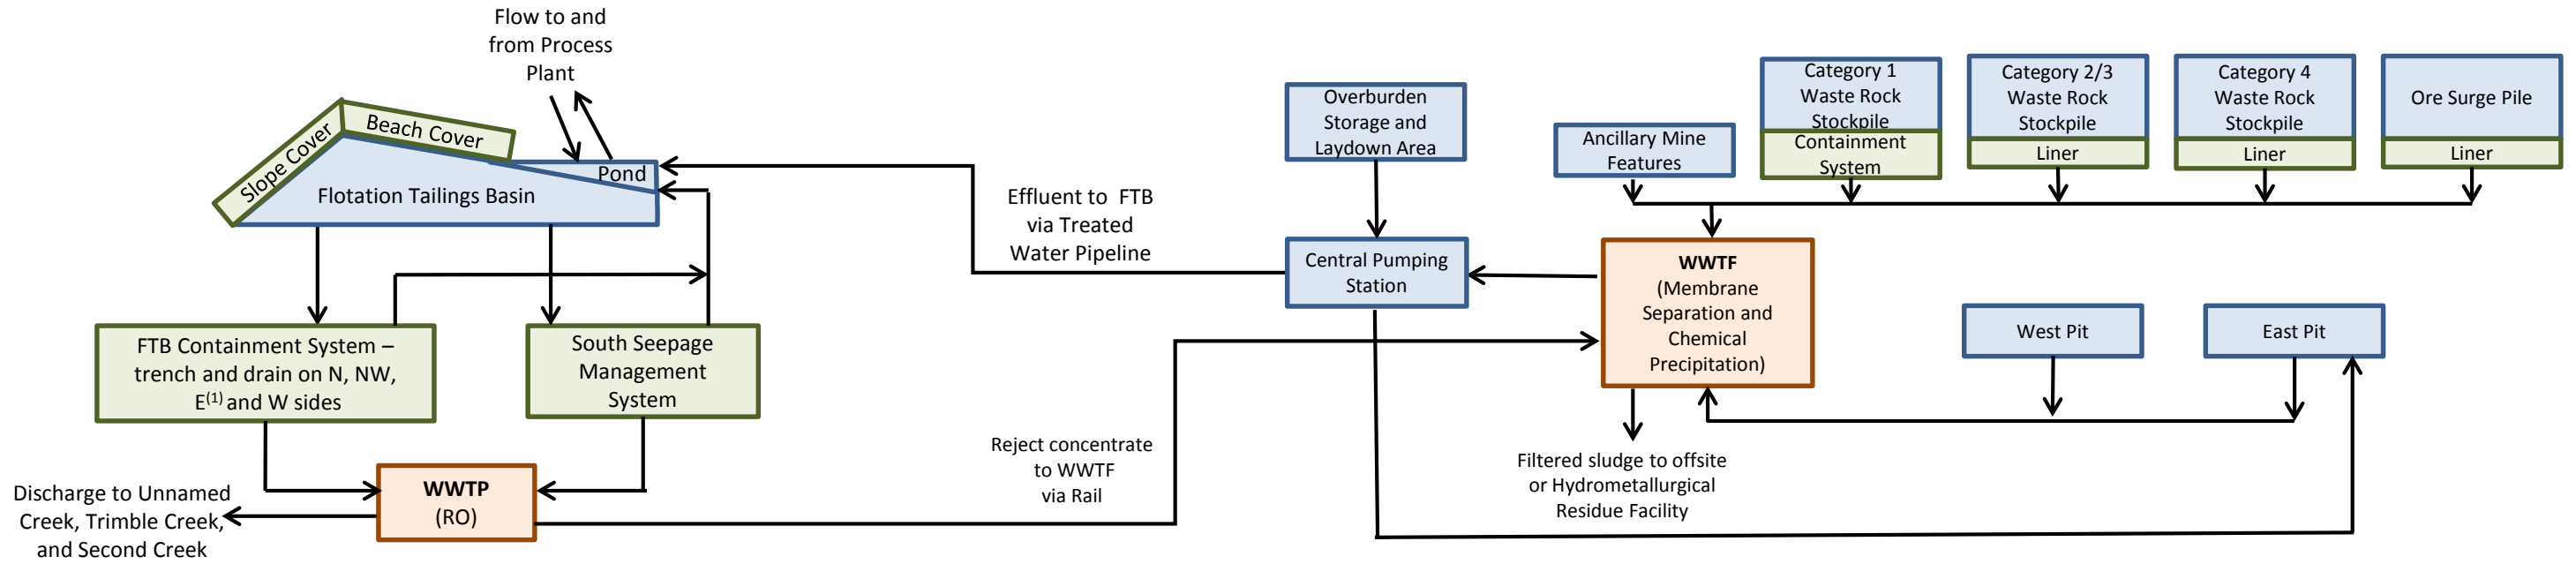 Flow to and
from Process
Plant
Slope Cover
Beach Cover
Pond
Flotation Tailings Basin
FTB Containment System –
trench and drain on N, NW,
E(1) and W sides
South Seepage
Management
System
WWTP
(RO)
Discharge to Unnamed
Creek, Trimble Creek,
and Second Creek
Effluent to FTB
via Treated
Water Pipeline
Reject concentrate
to WWTF
via Rail
Overburden
Storage and
Laydown Area
Central Pumping
Station
Ancillary Mine
Features
Category 1
Waste Rock
Stockpile
Containment
System
Category 2/3
Waste Rock
Stockpile
Liner
Category 4
Waste Rock
Stockpile
Liner
Ore Surge Pile
Liner
WWTF
(Membrane
Separation and
Chemical
Precipitation)
West Pit
East Pit
Filtered sludge to offsite
or Hydrometallurgical
Residue Facility